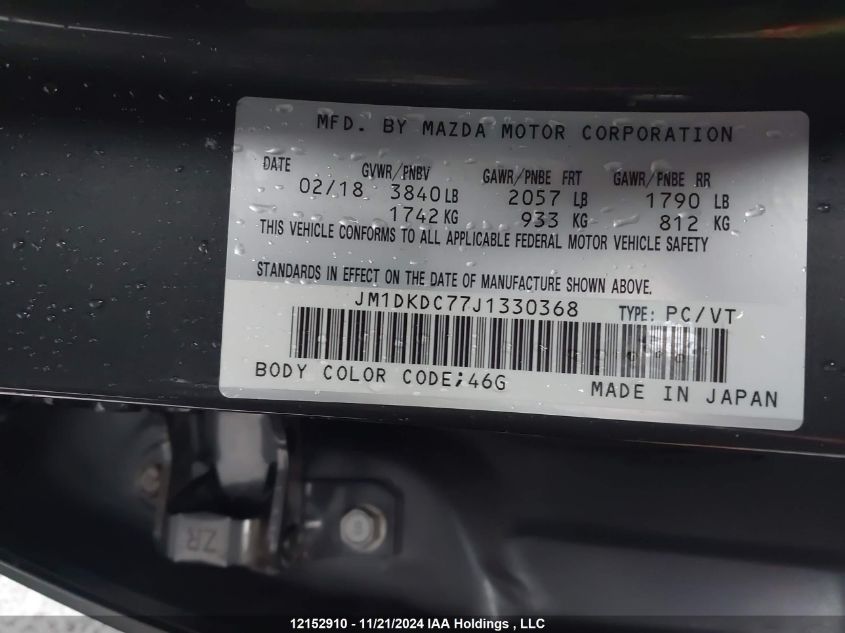 MFD. BY MAZDA MOTOR CORPORATION
DATE GVWR/PNBV GAWR/PNBE FRT GAWR/PNBE RR
02/18 3840 LB 2057 LB 1790 LB
1742 KG 933 KG 812 KG
THIS VEHICLE CONFORMS TO ALL APPLICABLE FEDERAL MOTOR VEHICLE SAFETY
STANDARDS IN EFFECT ON THE DATE OF MANUFACTURE SHOWN ABOVE.
JM1DKDC77J1330368 TYPE: PC/VT
BODY COLOR CODE;46G MADE IN JAPAN
ZR
12152910 - 11/21/2024 IAA Holdings , LLC